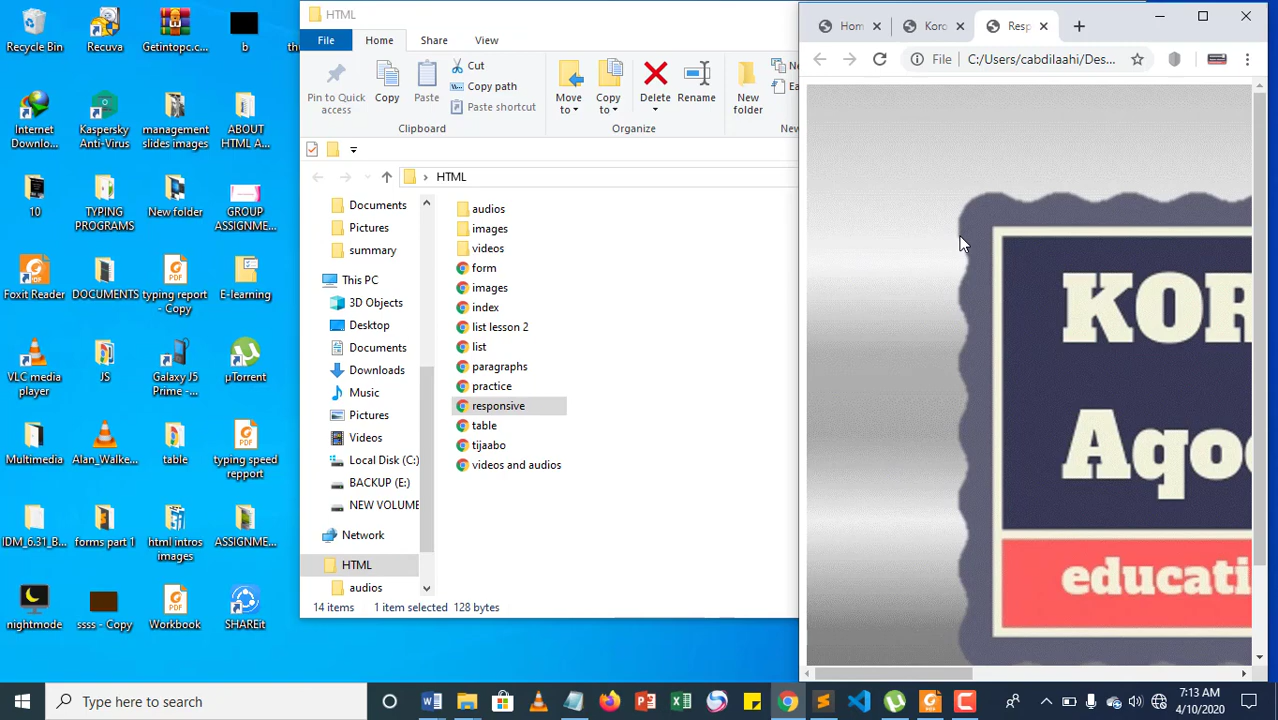 Recycle Bin
Recuva
Getintopc.c...
b
Internet Downlo...
Kaspersky Anti-Virus
management slides images
ABOUT HTML A...
10
TYPING PROGRAMS
New folder
GROUP ASSIGNME...
Foxit Reader
DOCUMENTS
typing report - Copy
E-learning
VLC media player
JS
Galaxy J5 Prime -...
µTorrent
Multimedia
Alan_Walke...
table
typing speed repport
IDM_6.31_B...
forms part 1
html intros images
ASSIGNME...
nightmode
ssss - Copy
Workbook
SHAREit
HTML
File
Home
Share
View
Pin to Quick access
Copy
Paste
Cut
Copy path
Paste shortcut
Clipboard
Move to
Copy to
Delete
Rename
Organize
New folder
HTML
Documents
Pictures
summary
This PC
3D Objects
Desktop
Documents
Downloads
Music
Pictures
Videos
Local Disk (C:)
BACKUP (E:)
NEW VOLUME
Network
HTML
audios
audios
images
videos
form
images
index
list lesson 2
list
paragraphs
practice
responsive
table
tijaabo
videos and audios
14 items
1 item selected
128 bytes
Hom
Koro
Resp
File
C:/Users/cabdilaahi/Des...
KOR
Aqo
educati
Type here to search
7:13 AM
4/10/2020